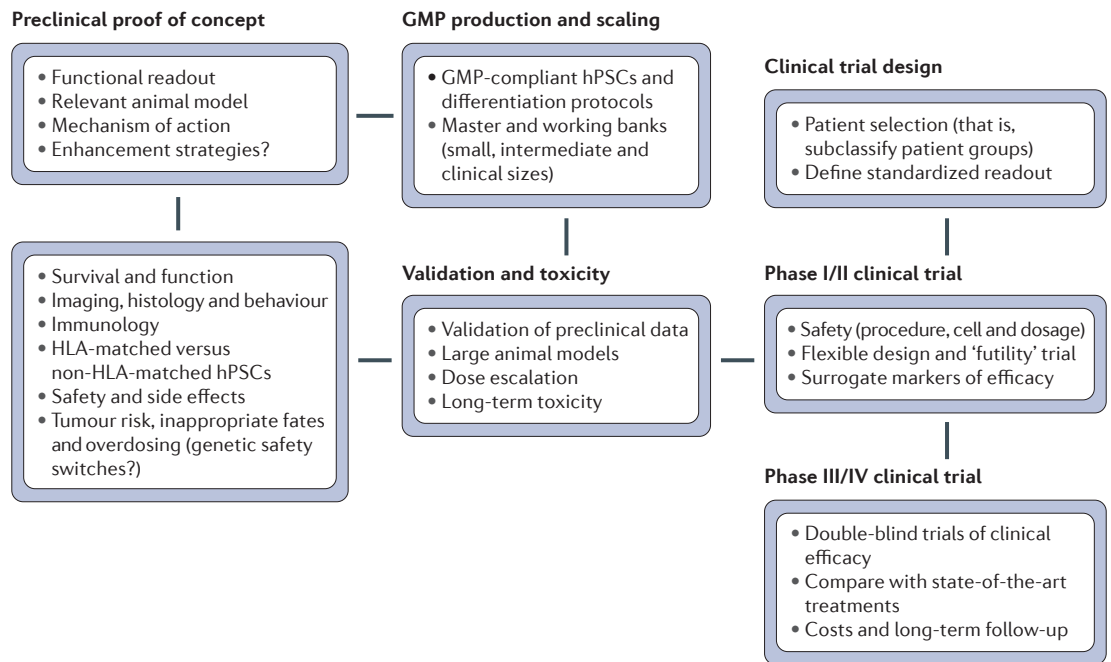 Preclinical proof of concept
• Functional readout
• Relevant animal model
• Mechanism of action
• Enhancement strategies?
• Survival and function
• Imaging, histology and behaviour
• Immunology
• HLA-matched versus
non-HLA-matched hPSCs
• Safety and side effects
• Tumour risk, inappropriate fates
and overdosing (genetic safety
switches?)
GMP production and scaling
• GMP-compliant hPSCs and
differentiation protocols
• Master and working banks
(small, intermediate and
clinical sizes)
Validation and toxicity
• Validation of preclinical data
• Large animal models
• Dose escalation
• Long-term toxicity
Clinical trial design
• Patient selection (that is,
subclassify patient groups)
• Define standardized readout
Phase I/II clinical trial
• Safety (procedure, cell and dosage)
• Flexible design and ‘futility’ trial
• Surrogate markers of efficacy
Phase III/IV clinical trial
• Double-blind trials of clinical
efficacy
• Compare with state-of-the-art
treatments
• Costs and long-term follow-up